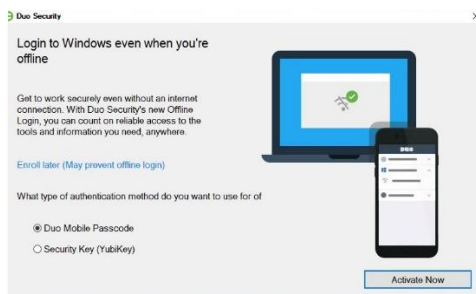 Duo Security
Login to Windows even when you're
offline
Get to work securely even without an internet
connection. With Duo Security's new Offline
Login, you can count on reliable access to the
tools and information you need, anywhere.
Enroll later (May prevent offline login)
What type of authentication method do you want to use for of
Duo Mobile Passcode
Security Key (YubiKey)
Activate Now